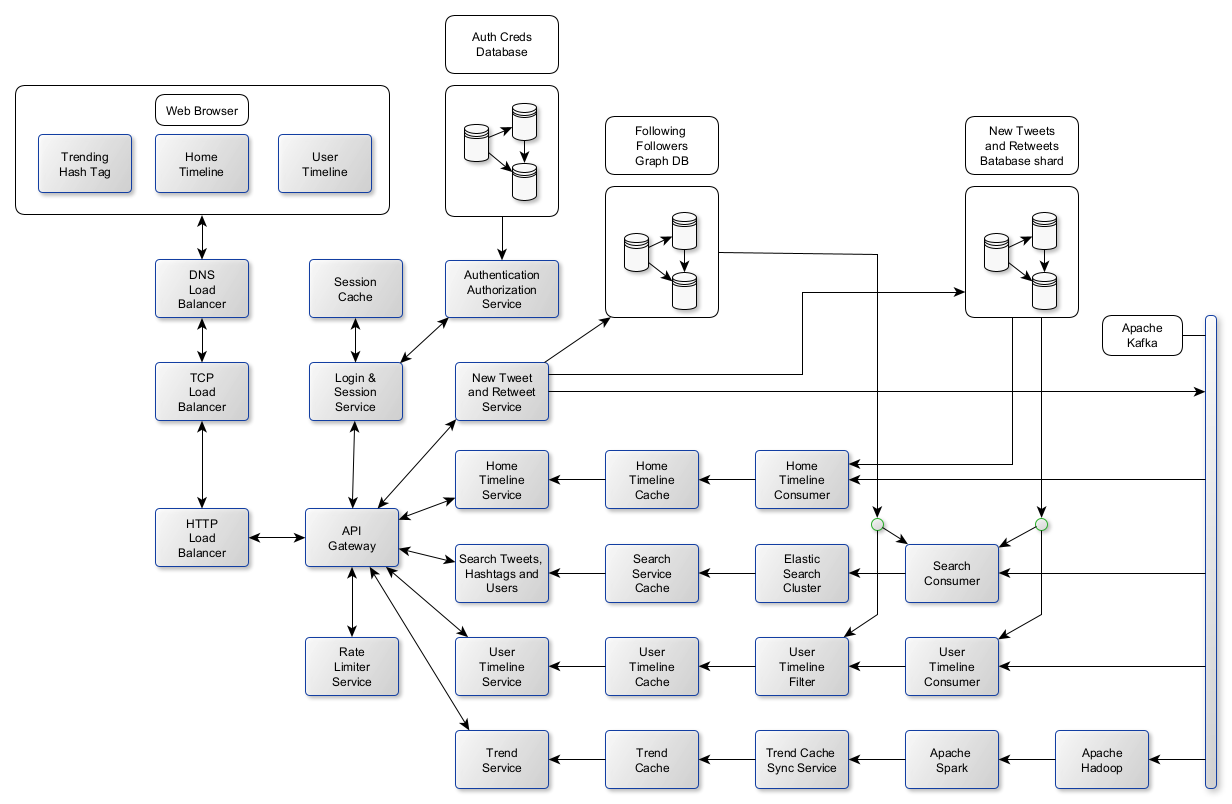 Auth Creds
Database
Web Browser
Trending
Hash Tag
Home
Timeline
User
Timeline
Following
Followers
Graph DB
New Tweets
and Retweets
Batabase shard
DNS
Load
Balancer
Session
Cache
Authentication
Authorization
Service
Apache
Kafka
TCP
Load
Balancer
Login &
Session
Service
New Tweet
and Retweet
Service
Home
Timeline
Service
Home
Timeline
Cache
Home
Timeline
Consumer
HTTP
Load
Balancer
API
Gateway
Search Tweets,
Hashtags and
Users
Search
Service
Cache
Elastic
Search
Cluster
Search
Consumer
Rate
Limiter
Service
User
Timeline
Service
User
Timeline
Cache
User
Timeline
Filter
User
Timeline
Consumer
Trend
Service
Trend
Cache
Trend Cache
Sync Service
Apache
Spark
Apache
Hadoop